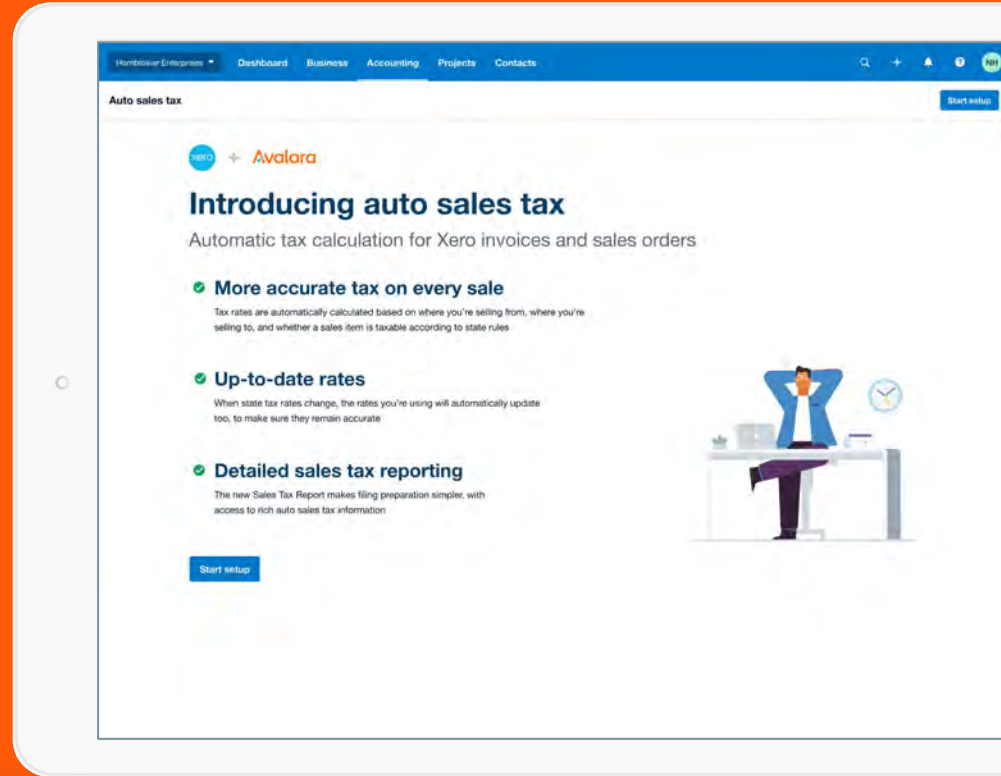 Hornblower Enterprises Dashboard Business Accounting Projects Contacts NH
Auto sales tax Start setup
xero + Avalara
Introducing auto sales tax
Automatic tax calculation for Xero invoices and sales orders
More accurate tax on every sale
Tax rates are automatically calculated based on where you're selling from, where you're
selling to, and whether a sales item is taxable according to state rules
Up-to-date rates
When state tax rates change, the rates you're using will automatically update
too, to make sure they remain accurate
Detailed sales tax reporting
The new Sales Tax Report makes filing preparation simpler, with
access to rich auto sales tax information
Start setup